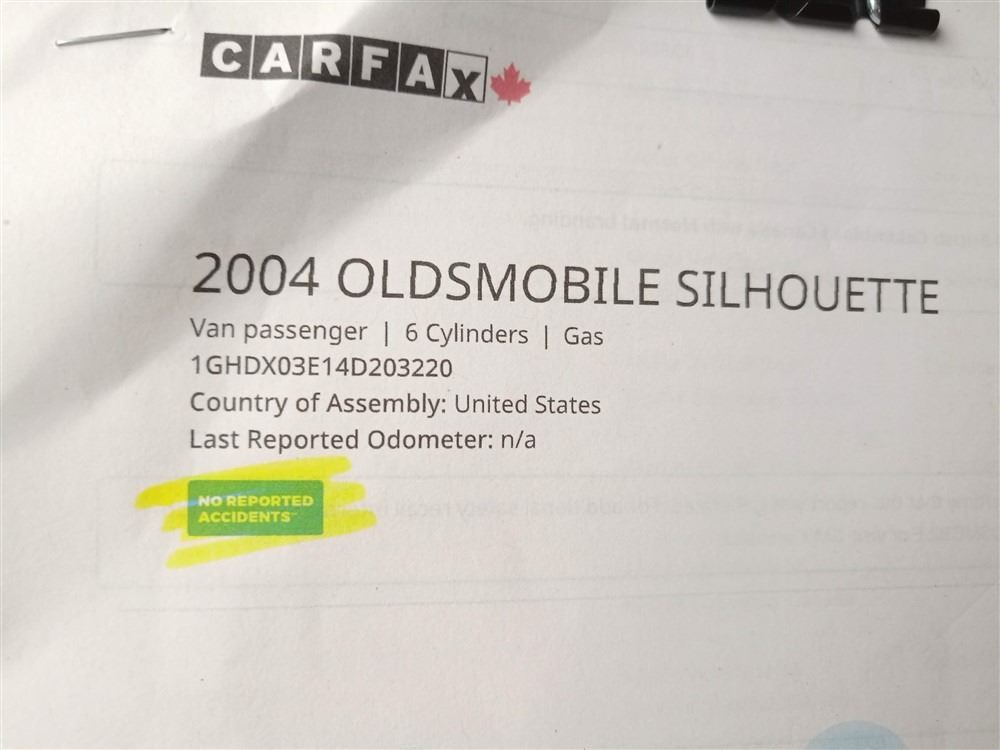 CARFAX
2004 OLDSMOBILE SILHOUETTE
Van passenger | 6 Cylinders | Gas
1GHDX03E14D203220
Country of Assembly: United States
Last Reported Odometer: n/a
NO REPORTED
ACCIDENTS™